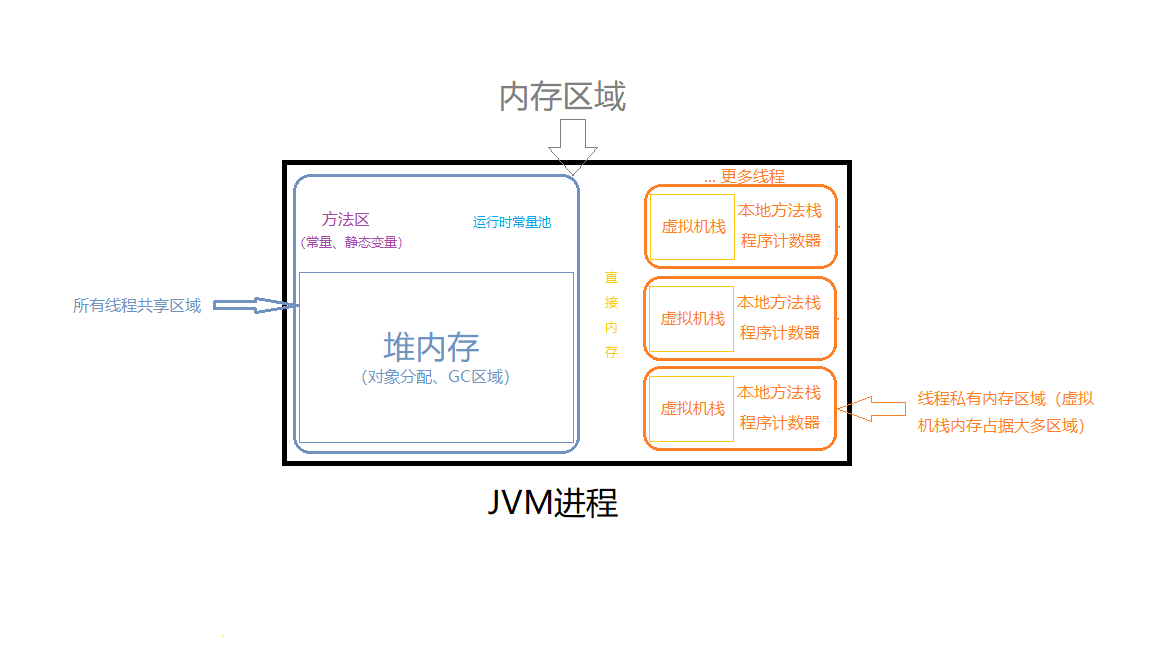 内存区域
... 更多线程
方法区
(常量、静态变量)
运行时常量池
虚拟机栈
本地方法栈
程序计数器
所有线程共享区域
堆内存
(对象分配、GC区域)
直
接
内
存
虚拟机栈
本地方法栈
程序计数器
虚拟机栈
本地方法栈
程序计数器
线程私有内存区域（虚拟
机栈内存占据大多区域）
JVM进程